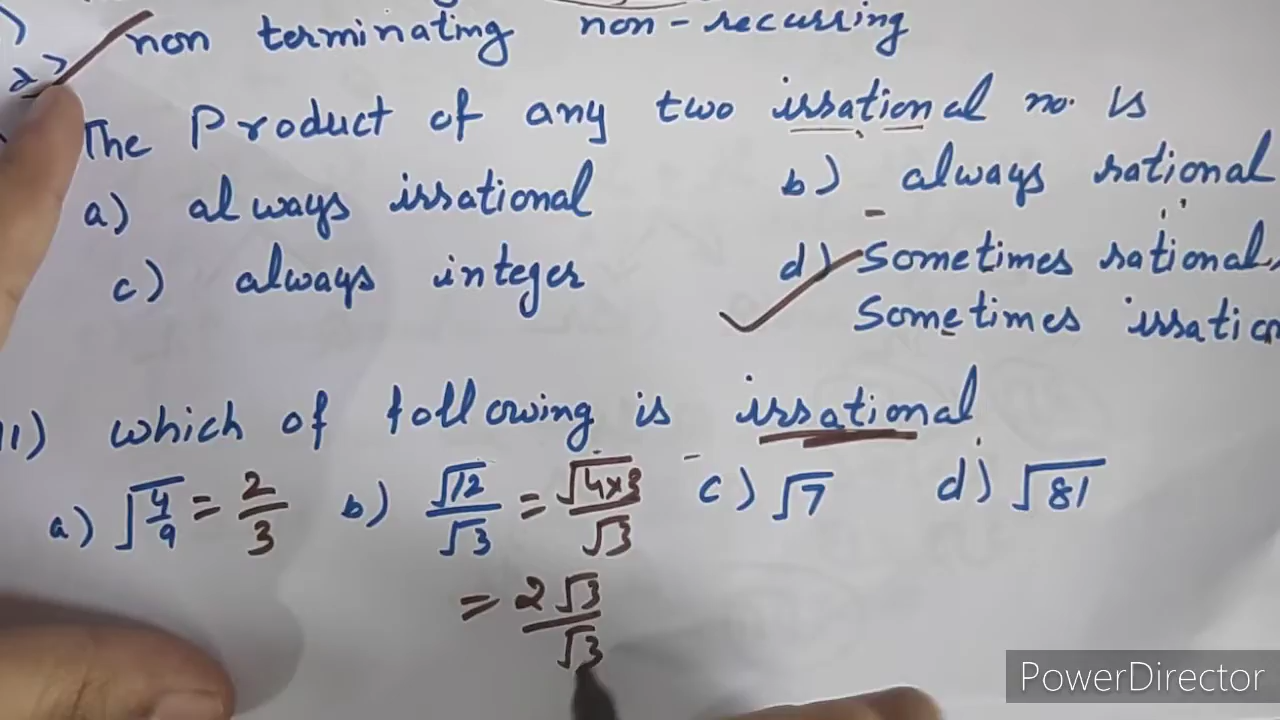 non terminating non-recurring
The Product of any two irrational no. is
a) always irrational b) always rational
c) always integer d) Sometimes rational,
Sometimes irration
11) which of following is irrational
a) √4/9 = 2/3 b) √12/√3 = √4×3/√3 c) √7 d) √81
= 2√3/√3
PowerDirector